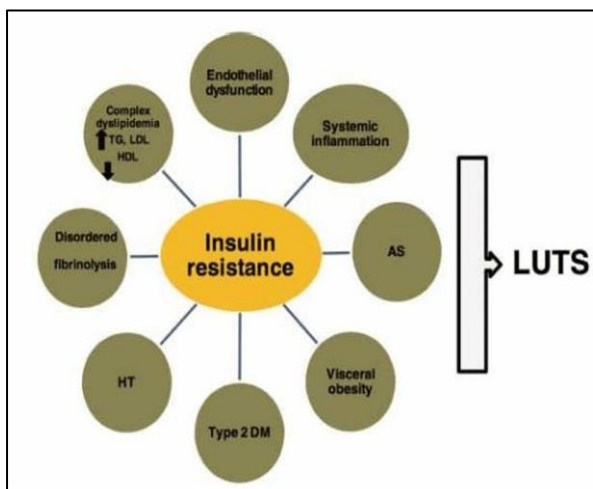 Endothelial
dysfunction
Complex
dyslipidemia
TG, LDL
HDL
Systemic
inflammation
Disordered
fibrinolysis
Insulin
resistance
AS
LUTS
HT
Visceral
obesity
Type 2 DM